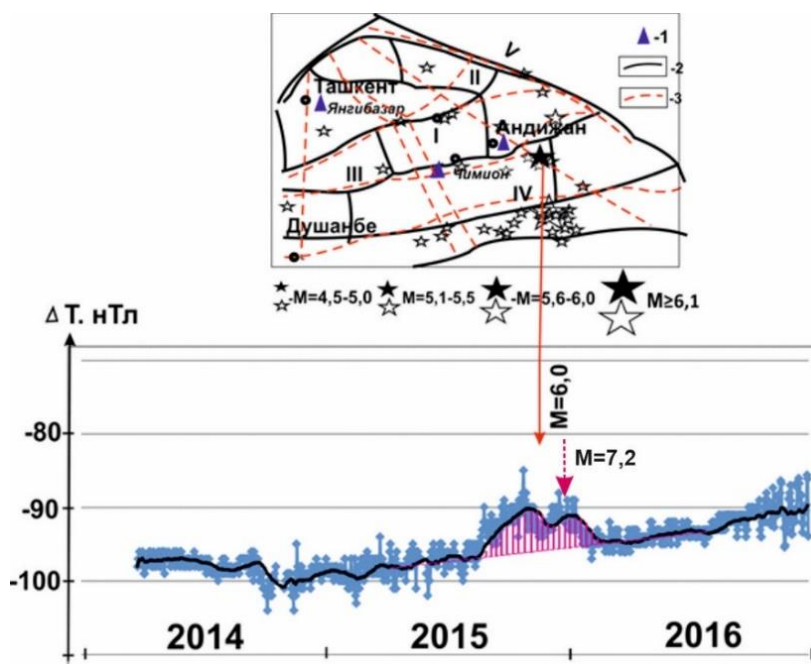 -1
V
-2
II
Ташкент
Янгибазар
-3
Андижан
I
III
Чимион
IV
Душанбе
-М=4,5-5,0
М=5,1-5,5
-М=5,6-6,0
М≥6,1
Δ Т. нТл
М=6,0
-80
М=7,2
-90
-100
2014
2015
2016